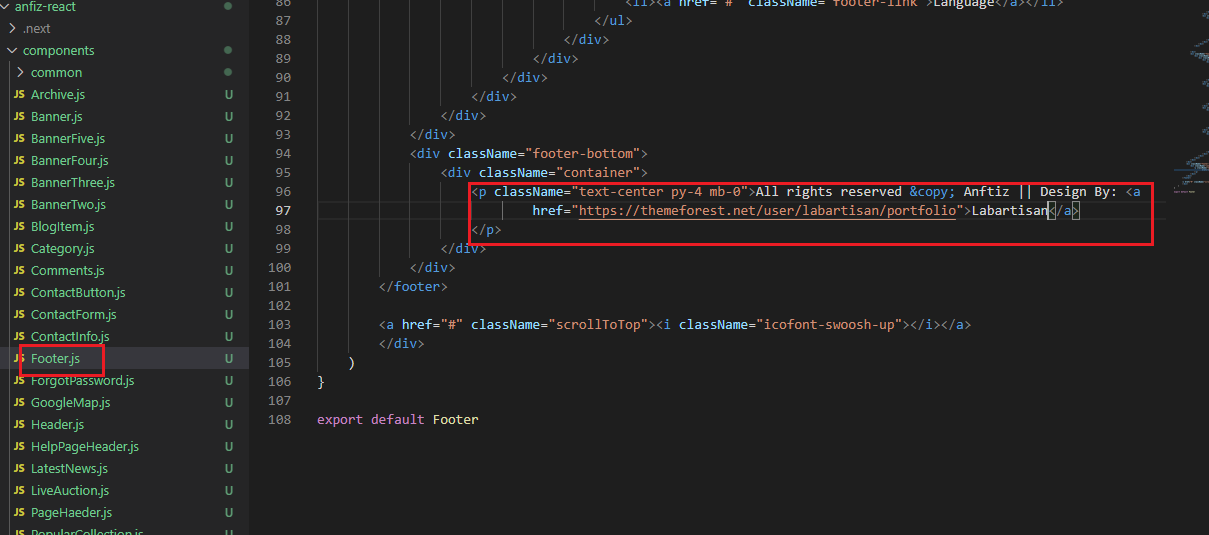 anfiz-react
.next
components
common
JS Archive.js U
JS Banner.js U
JS BannerFive.js U
JS BannerFour.js U
JS BannerThree.js U
JS BannerTwo.js U
JS BlogItem.js U
JS Category.js U
JS Comments.js U
JS ContactButton.js U
JS ContactForm.js U
JS ContactInfo.js U
JS Footer.js U
JS ForgotPassword.js U
JS GoogleMap.js U
JS Header.js U
JS HelpPageHeader.js U
JS LatestNews.js U
JS LiveAuction.js U
JS PageHaeder.js U
JS PopularCollection.js U
86 <li><a href="#" className="footer-link">Language</a></li>
87 </ul>
88 </div>
89 </div>
90 </div>
91 </div>
92 </div>
93 </div>
94 <div className="footer-bottom">
95 <div className="container">
96 <p className="text-center py-4 mb-0">All rights reserved &copy; Anftiz || Design By: <a
97 href="https://themeforest.net/user/labartisan/portfolio">Labartisan</a>
98 </p>
99 </div>
100 </div>
101 </footer>
102
103 <a href="#" className="scrollToTop"><i className="icofont-swoosh-up"></i></a>
104 </div>
105 )
106 }
107
108 export default Footer